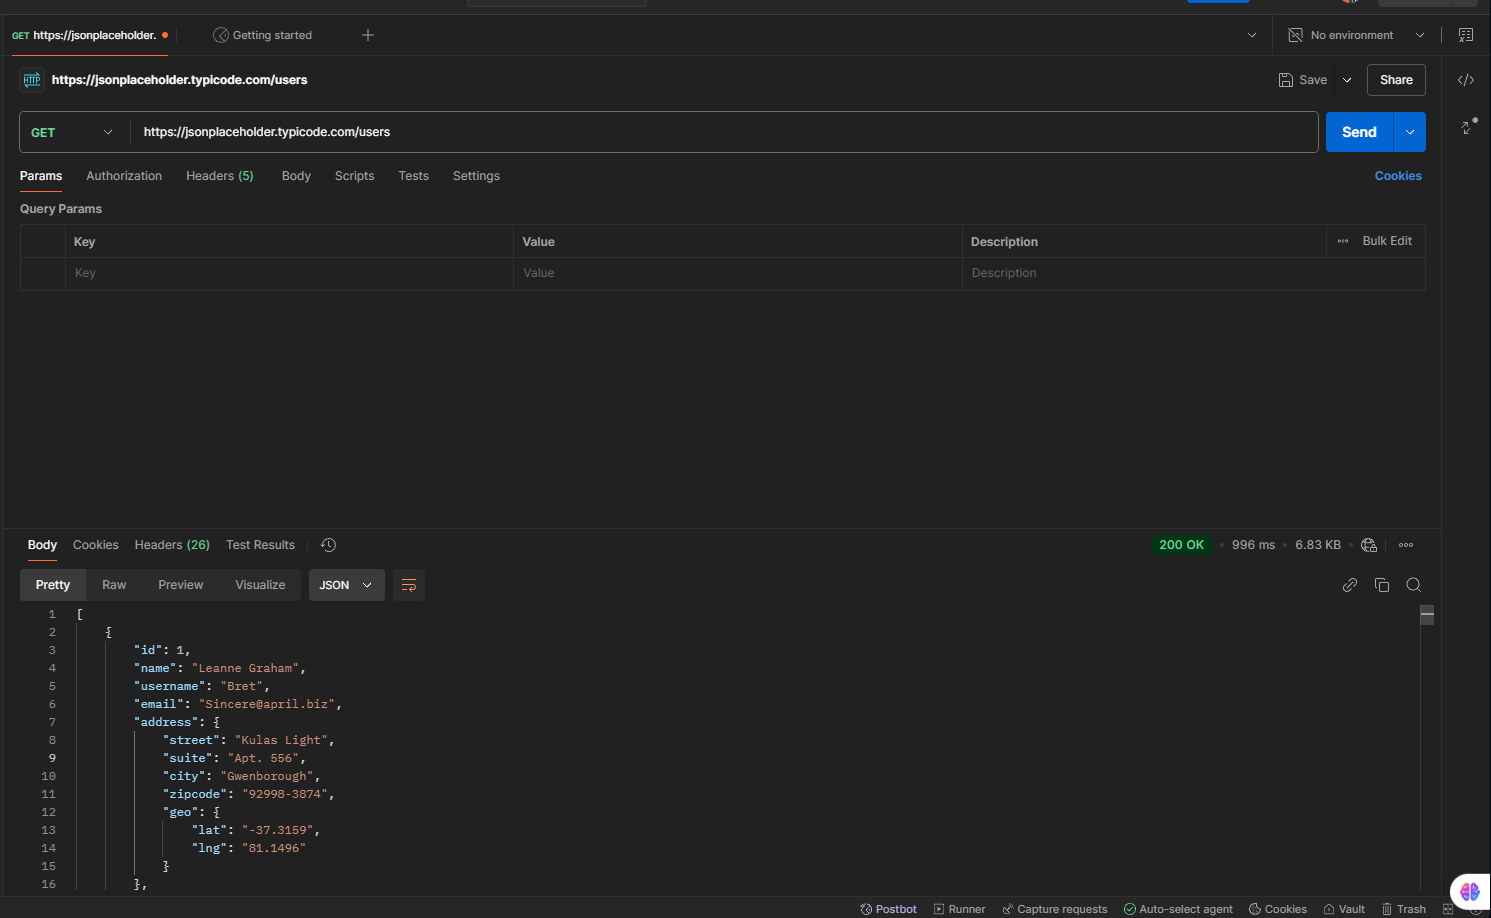 GET https://jsonplaceholder.
Getting started
No environment
HTTP https://jsonplaceholder.typicode.com/users
Save
Share
GET
https://jsonplaceholder.typicode.com/users
Send
Params Authorization Headers (5) Body Scripts Tests Settings
Cookies
Query Params
Key Value Description Bulk Edit
Key Value Description
Body Cookies Headers (26) Test Results
200 OK • 996 ms • 6.83 KB •
Pretty Raw Preview Visualize JSON
1 [
2 {
3 "id": 1,
4 "name": "Leanne Graham",
5 "username": "Bret",
6 "email": "Sincere@april.biz",
7 "address": {
8 "street": "Kulas Light",
9 "suite": "Apt. 556",
10 "city": "Gwenborough",
11 "zipcode": "92998-3874",
12 "geo": {
13 "lat": "-37.3159",
14 "lng": "81.1496"
15 }
16 },
Postbot Runner Capture requests Auto-select agent Cookies Vault Trash